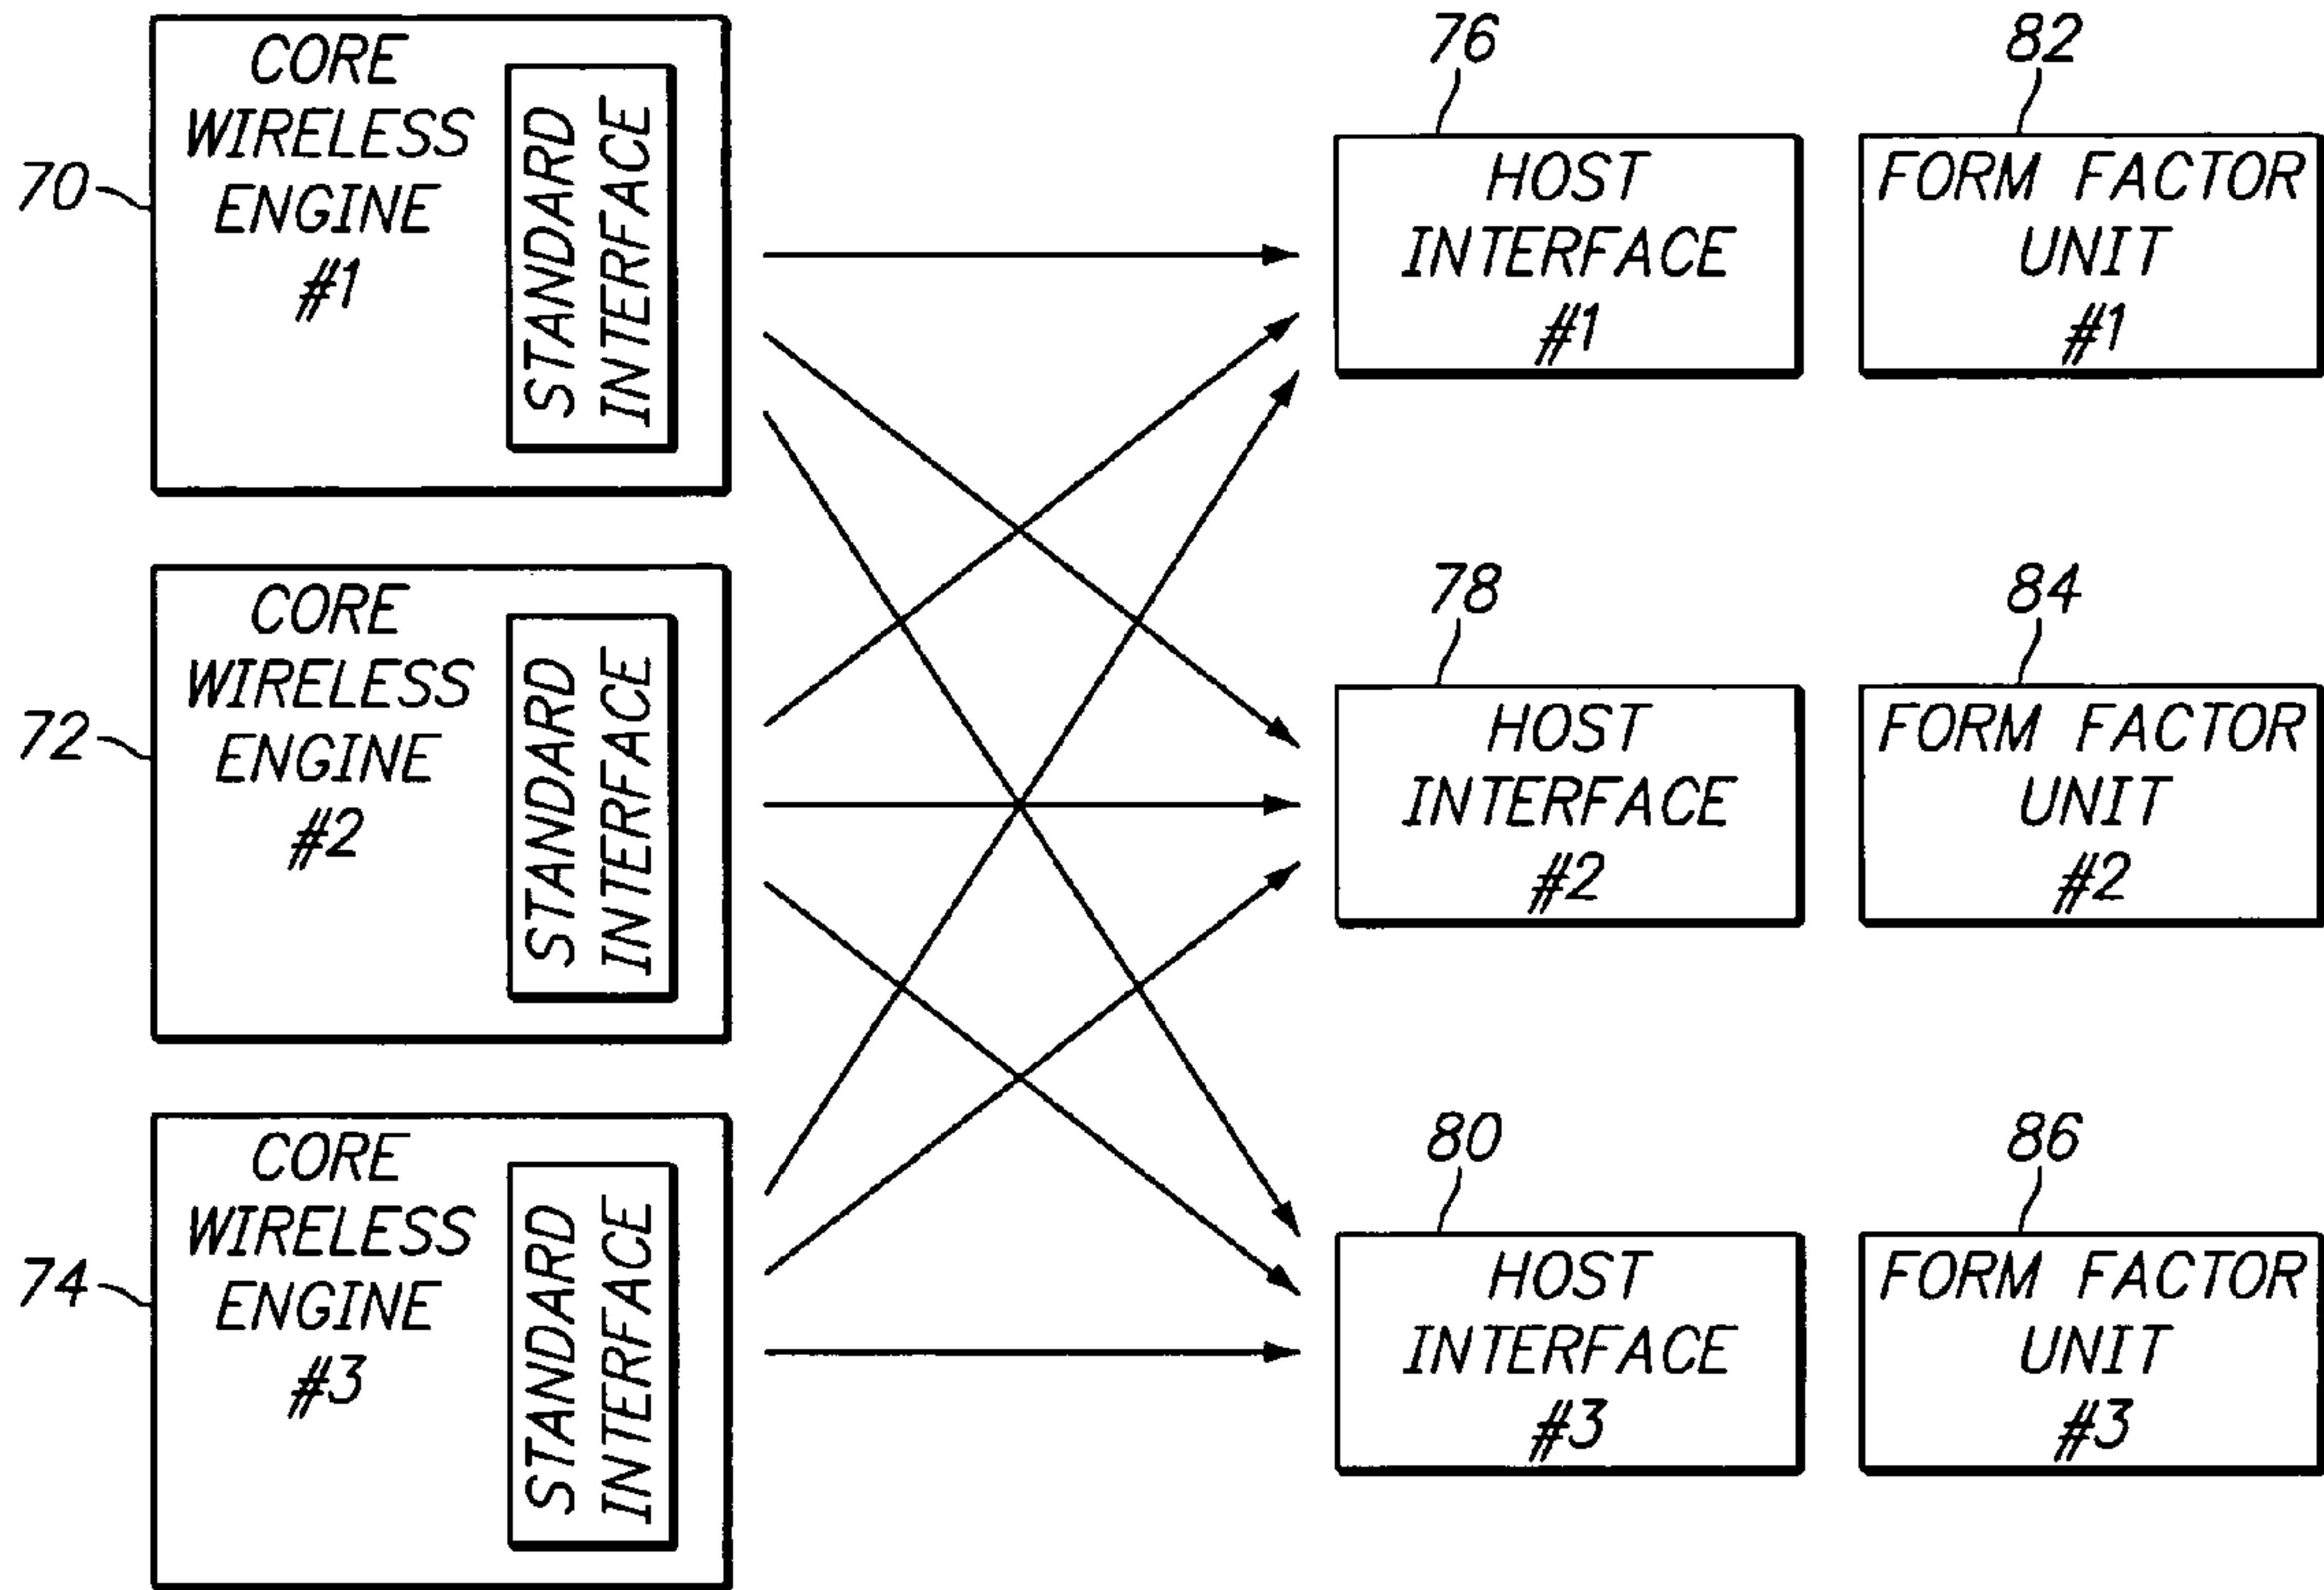 70
CORE
WIRELESS
ENGINE
#1
STANDARD
INTERFACE
76
HOST
INTERFACE
#1
82
FORM FACTOR
UNIT
#1
72
CORE
WIRELESS
ENGINE
#2
STANDARD
INTERFACE
78
HOST
INTERFACE
#2
84
FORM FACTOR
UNIT
#2
74
CORE
WIRELESS
ENGINE
#3
STANDARD
INTERFACE
80
HOST
INTERFACE
#3
86
FORM FACTOR
UNIT
#3